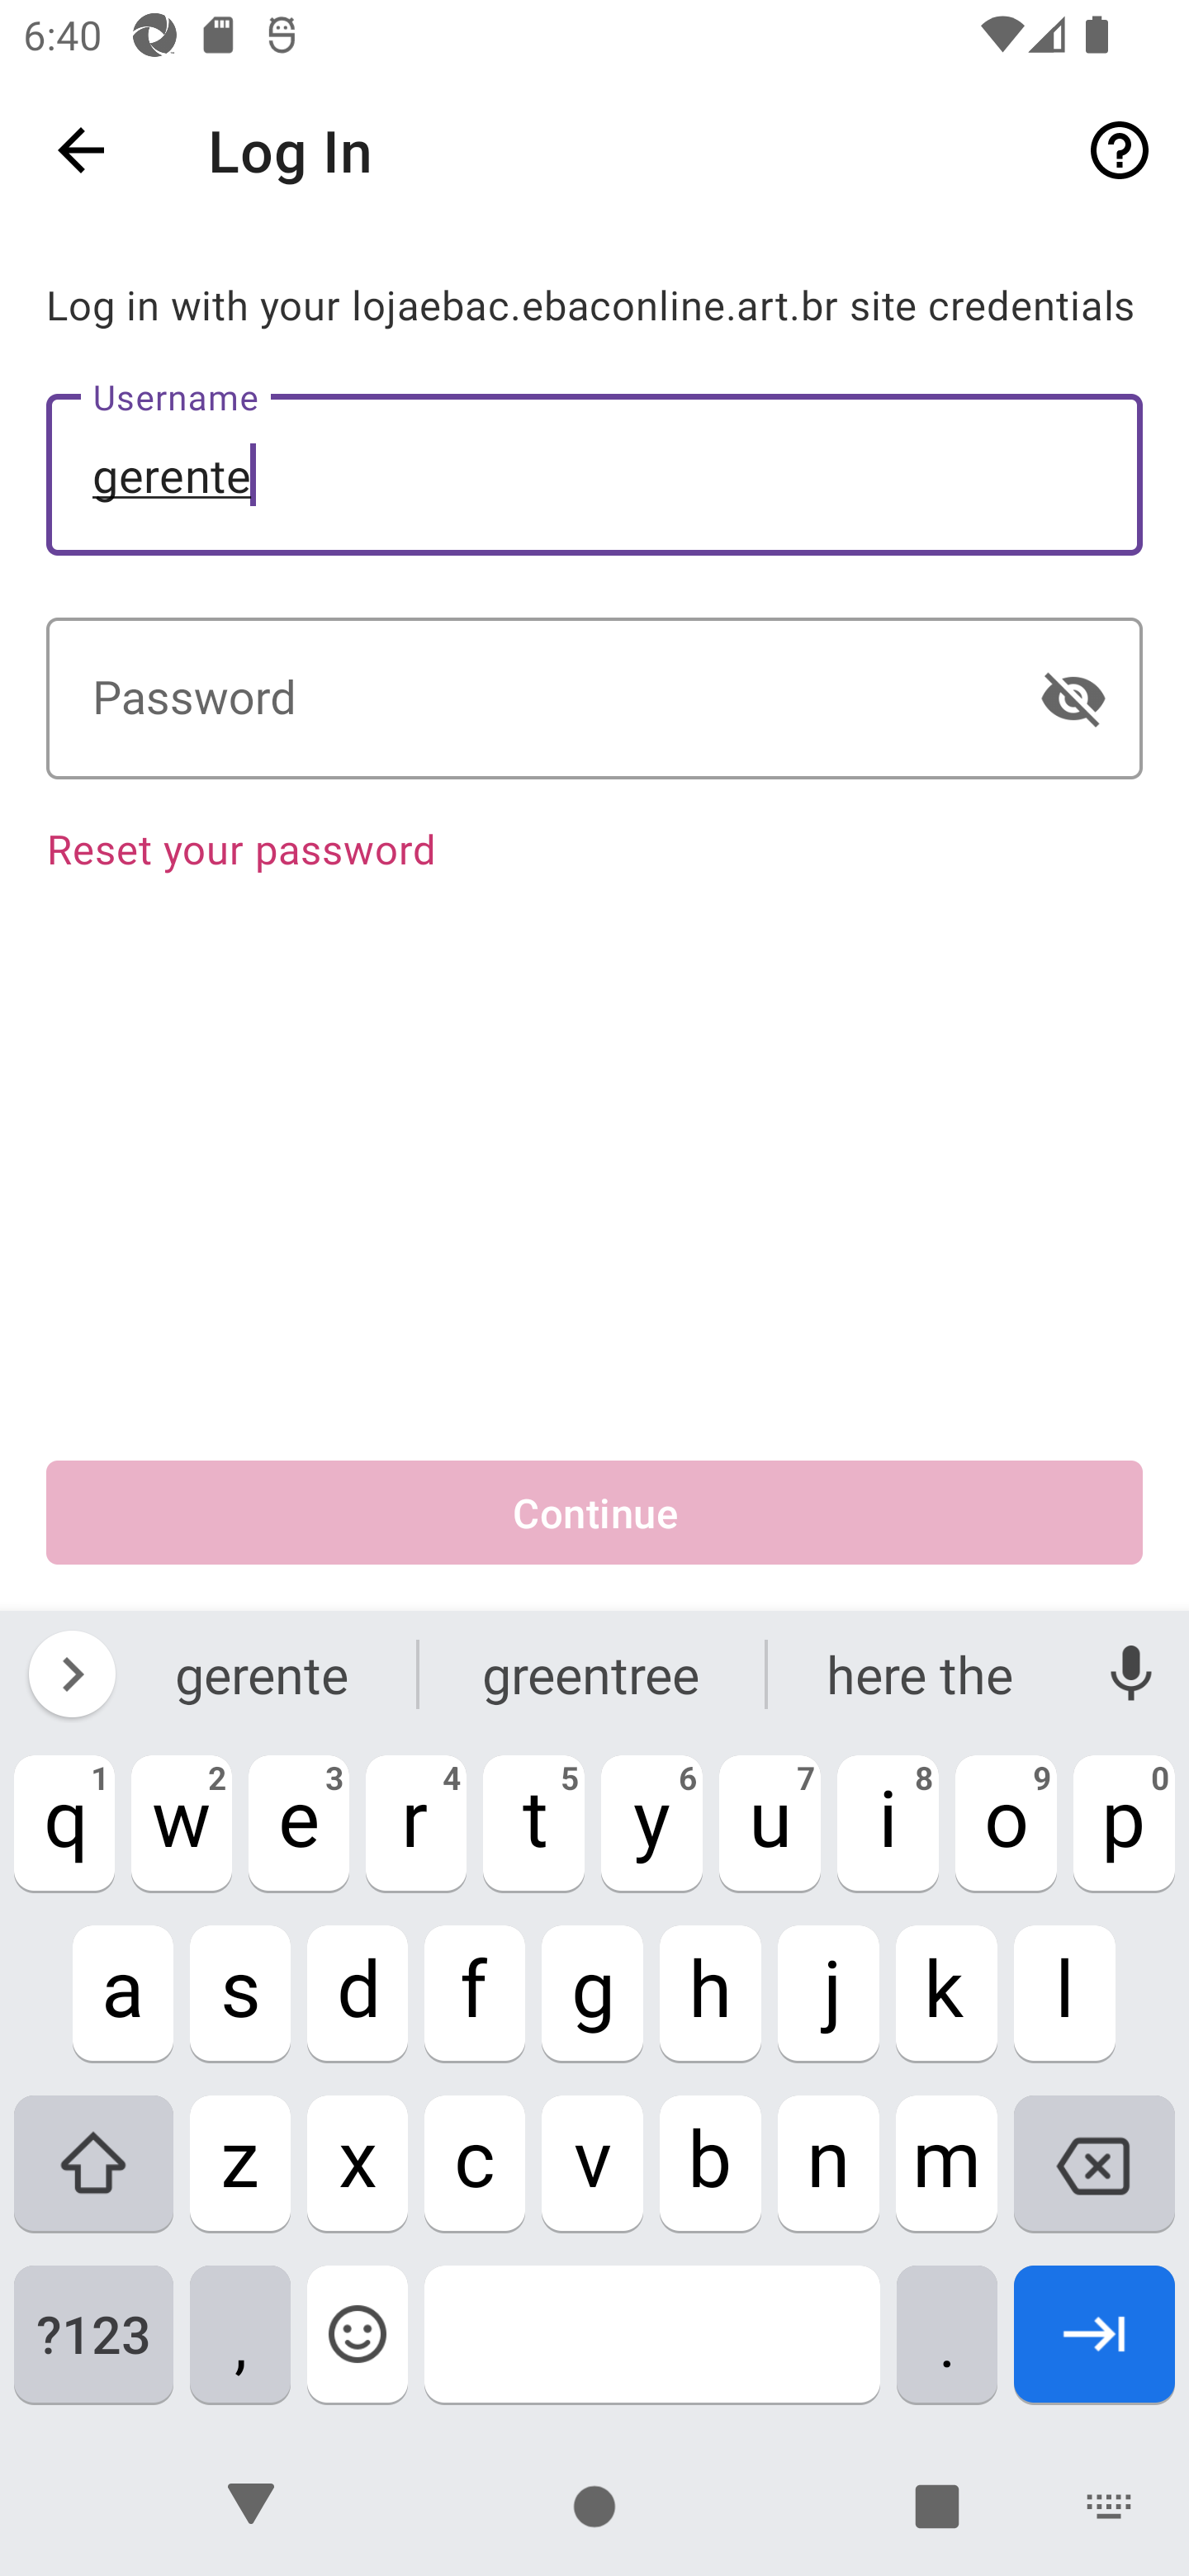 6:40
Log In
Log in with your lojaebac.ebaconline.art.br site credentials
Username
gerente
Password
Reset your password
Continue
gerente greentree here the
q 1 w 2 e 3 r 4 t 5 y 6 u 7 i 8 o 9 p 0
a s d f g h j k l
z x c v b n m
?123 , .